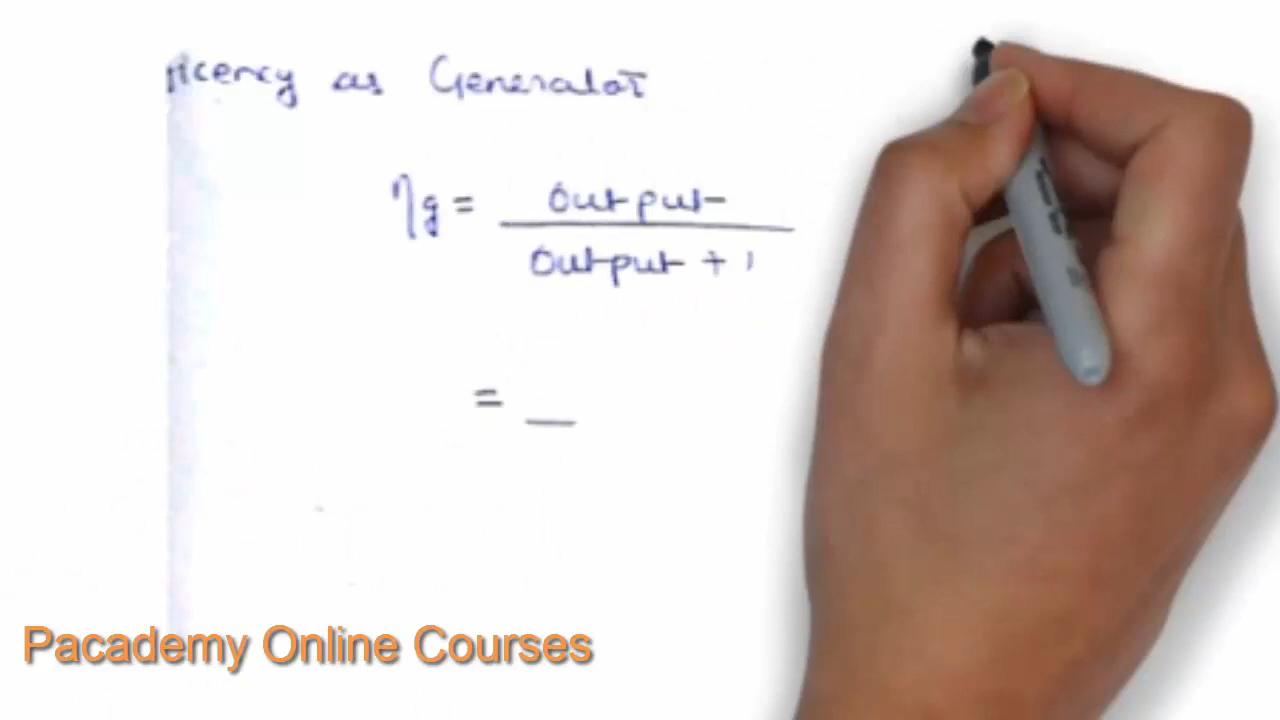 icency as Generator
ηg = Output
Output +
=
Pacademy Online Courses